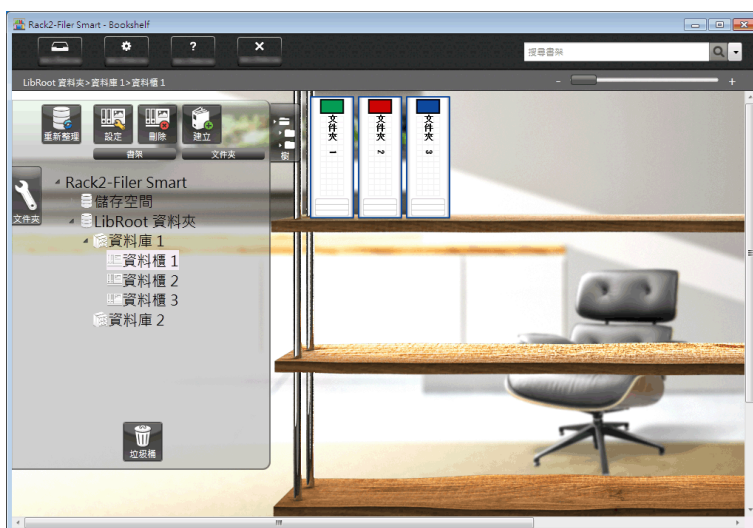 Rack2-Filer Smart - Bookshelf
?
搜尋書架
LibRoot 資料夾>資料庫 1>資料櫃 1
- +
重新整理 設定 刪除 建立
書架 文件夾
樹
文件夾
文件夾 1
文件夾 2
文件夾 3
Rack2-Filer Smart
儲存空間
LibRoot 資料夾
資料庫 1
資料櫃 1
資料櫃 2
資料櫃 3
資料庫 2
垃圾桶